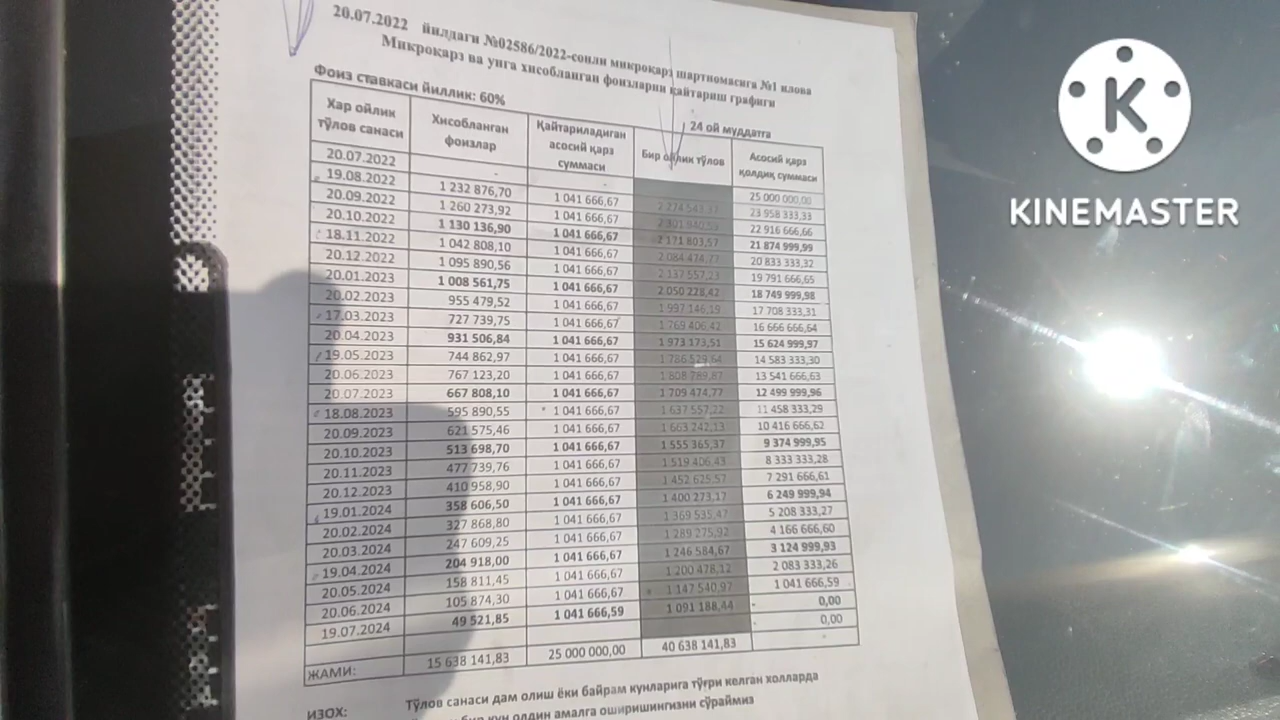 20.07.2022 йилдаги №02586/2022-сонли микроқарз шартномасига №1 илова
Микроқарз ва унга хисобланган фоизларни қайтариш графиги
Фоиз ставкаси йиллик: 60%
24 ой муддатга
Хар ойлик тўлов санаси Хисобланган фоизлар Қайтариладиган асосий қарз суммаси Бир ойлик тўлов Асосий қарз қолдиқ суммаси
20.07.2022 25 000 000,00
19.08.2022 1 232 876,70 1 041 666,67 2 274 543,37 23 958 333,33
20.09.2022 1 260 273,92 1 041 666,67 2 301 940,59 22 916 666,66
20.10.2022 1 130 136,90 1 041 666,67 2 171 803,57 21 874 999,99
18.11.2022 1 042 808,10 1 041 666,67 2 084 474,77 20 833 333,32
20.12.2022 1 095 890,56 1 041 666,67 2 137 557,23 19 791 666,65
20.01.2023 1 008 561,75 1 041 666,67 2 050 228,42 18 749 999,98
20.02.2023 955 479,52 1 041 666,67 1 997 146,19 17 708 333,31
17.03.2023 727 739,75 1 041 666,67 1 769 406,42 16 666 666,64
20.04.2023 931 506,84 1 041 666,67 1 973 173,51 15 624 999,97
19.05.2023 744 862,97 1 041 666,67 1 786 529,64 14 583 333,30
20.06.2023 767 123,20 1 041 666,67 1 808 789,87 13 541 666,63
20.07.2023 667 808,10 1 041 666,67 1 709 474,77 12 499 999,96
18.08.2023 595 890,55 1 041 666,67 1 637 557,22 11 458 333,29
20.09.2023 621 575,46 1 041 666,67 1 663 242,13 10 416 666,62
20.10.2023 513 698,70 1 041 666,67 1 555 365,37 9 374 999,95
20.11.2023 477 739,76 1 041 666,67 1 519 406,43 8 333 333,28
20.12.2023 410 958,90 1 041 666,67 1 452 625,57 7 291 666,61
19.01.2024 358 606,50 1 041 666,67 1 400 273,17 6 249 999,94
20.02.2024 327 868,80 1 041 666,67 1 369 535,47 5 208 333,27
20.03.2024 247 609,25 1 041 666,67 1 289 275,92 4 166 666,60
19.04.2024 204 918,00 1 041 666,67 1 246 584,67 3 124 999,93
20.05.2024 158 811,45 1 041 666,67 1 200 478,12 2 083 333,26
20.06.2024 105 874,30 1 041 666,67 1 147 540,97 1 041 666,59
19.07.2024 49 521,85 1 041 666,59 1 091 188,44 - 0,00
- 0,00
ЖАМИ: 15 638 141,83 25 000 000,00 40 638 141,83 -
ИЗОХ: Тўлов санаси дам олиш ёки байрам кунларига тўғри келган холларда
бир кун олдин амалга оширишингизни сўраймиз
K
KINEMASTER